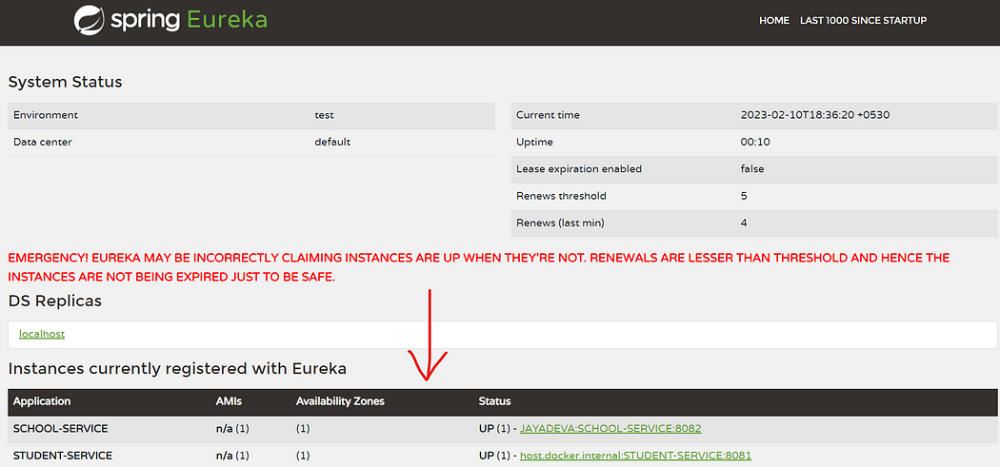 spring Eureka
HOME LAST 1000 SINCE STARTUP
System Status
Environment test
Data center default
Current time 2023-02-10T18:36:20 +0530
Uptime 00:10
Lease expiration enabled false
Renews threshold 5
Renews (last min) 4
EMERGENCY! EUREKA MAY BE INCORRECTLY CLAIMING INSTANCES ARE UP WHEN THEY'RE NOT. RENEWALS ARE LESSER THAN THRESHOLD AND HENCE THE
INSTANCES ARE NOT BEING EXPIRED JUST TO BE SAFE.
DS Replicas
localhost
Instances currently registered with Eureka
Application AMIs Availability Zones Status
SCHOOL-SERVICE n/a (1) (1) UP (1) - JAYADEVA:SCHOOL-SERVICE:8082
STUDENT-SERVICE n/a (1) (1) UP (1) - host.docker.internal:STUDENT-SERVICE:8081